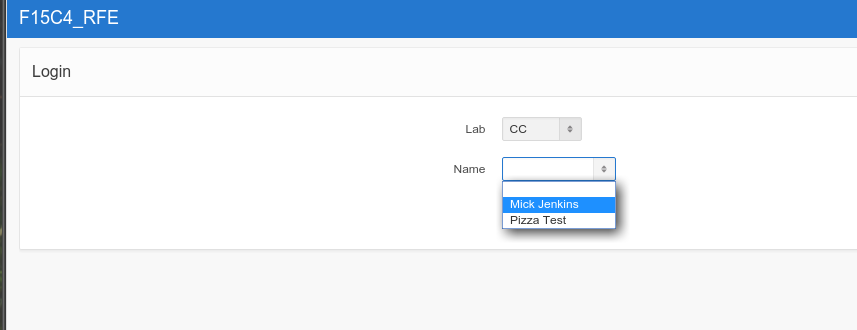 F15C4_RFE
Login
Lab CC
Name
Mick Jenkins
Pizza Test